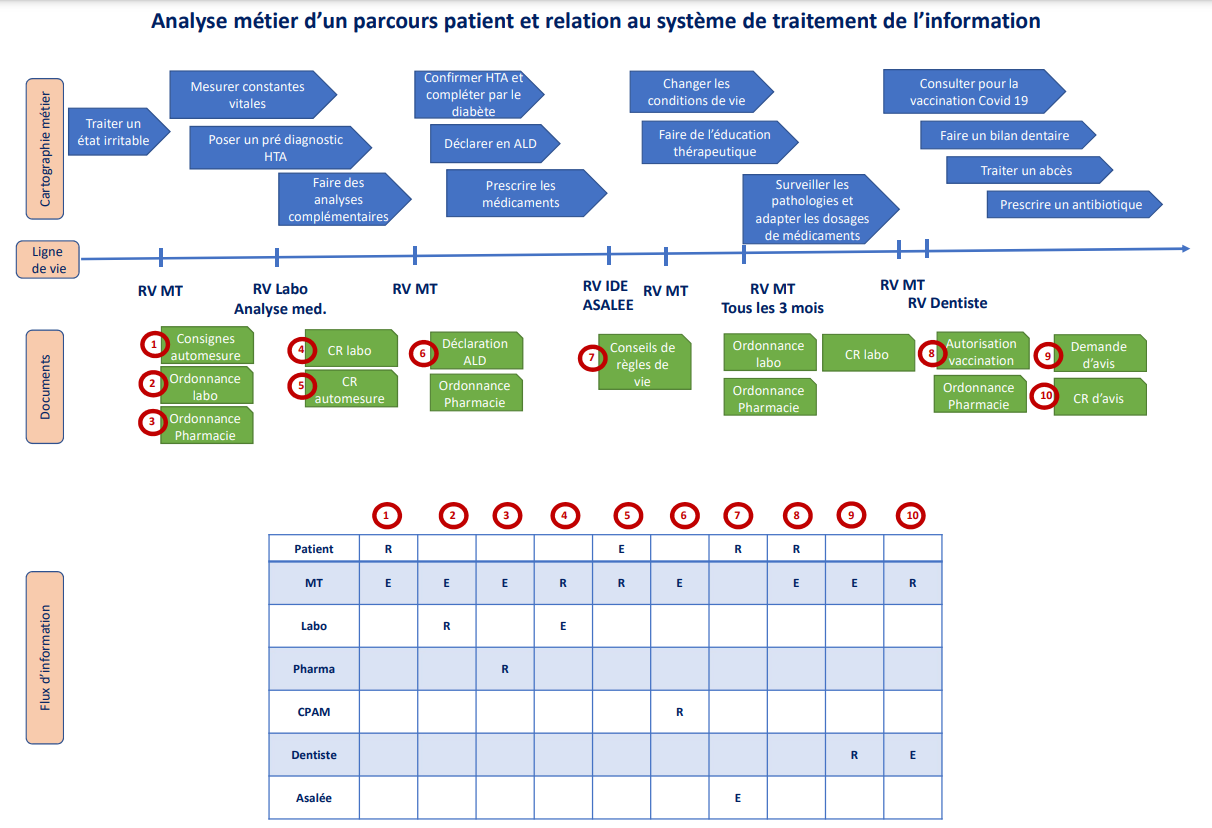 Analyse métier d'un parcours patient et relation au système de traitement de l'information
Cartographie métier
Traiter un
état irritable
Mesurer constantes
vitales
Poser un pré diagnostic
HTA
Faire des
analyses
complémentaires
Confirmer HTA et
compléter par le
diabète
Déclarer en ALD
Prescrire les
médicaments
Changer les
conditions de vie
Faire de l'éducation
thérapeutique
Surveiller les
pathologies et
adapter les dosages
de médicaments
Consulter pour la
vaccination Covid 19
Faire un bilan dentaire
Traiter un abcès
Prescrire un antibiotique
Ligne
de vie
RV MT
RV Labo
Analyse med.
RV MT
RV IDE
ASALEE
RV MT
RV MT
Tous les 3 mois
RV MT
RV Dentiste
Documents
1
Consignes
automesure
2
Ordonnance
labo
3
Ordonnance
Pharmacie
4
CR labo
5
CR
automesure
6
Déclaration
ALD
Ordonnance
Pharmacie
7
Conseils de
règles de
vie
Ordonnance
labo
Ordonnance
Pharmacie
CR labo
8
Autorisation
vaccination
Ordonnance
Pharmacie
9
Demande
d'avis
10
CR d'avis
Flux d'information
1 2 3 4 5 6 7 8 9 10
Patient R E R R
MT E E E R R E E E R
Labo R E
Pharma R
CPAM R
Dentiste R E
Asalée E